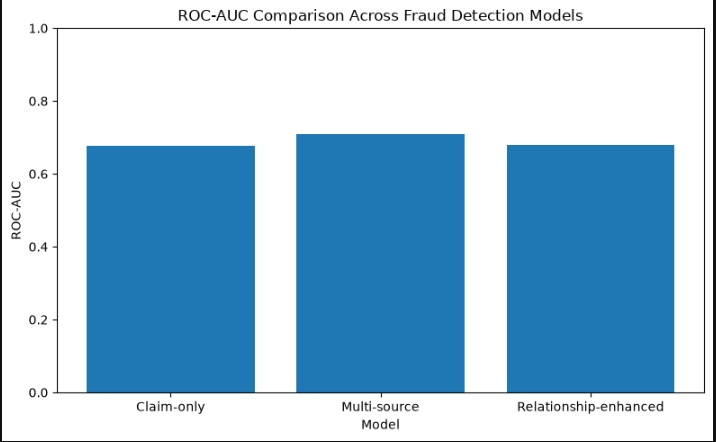 ROC-AUC Comparison Across Fraud Detection Models
1.0
0.8
0.6
0.4
0.2
0.0
ROC-AUC
Claim-only
Multi-source
Relationship-enhanced
Model